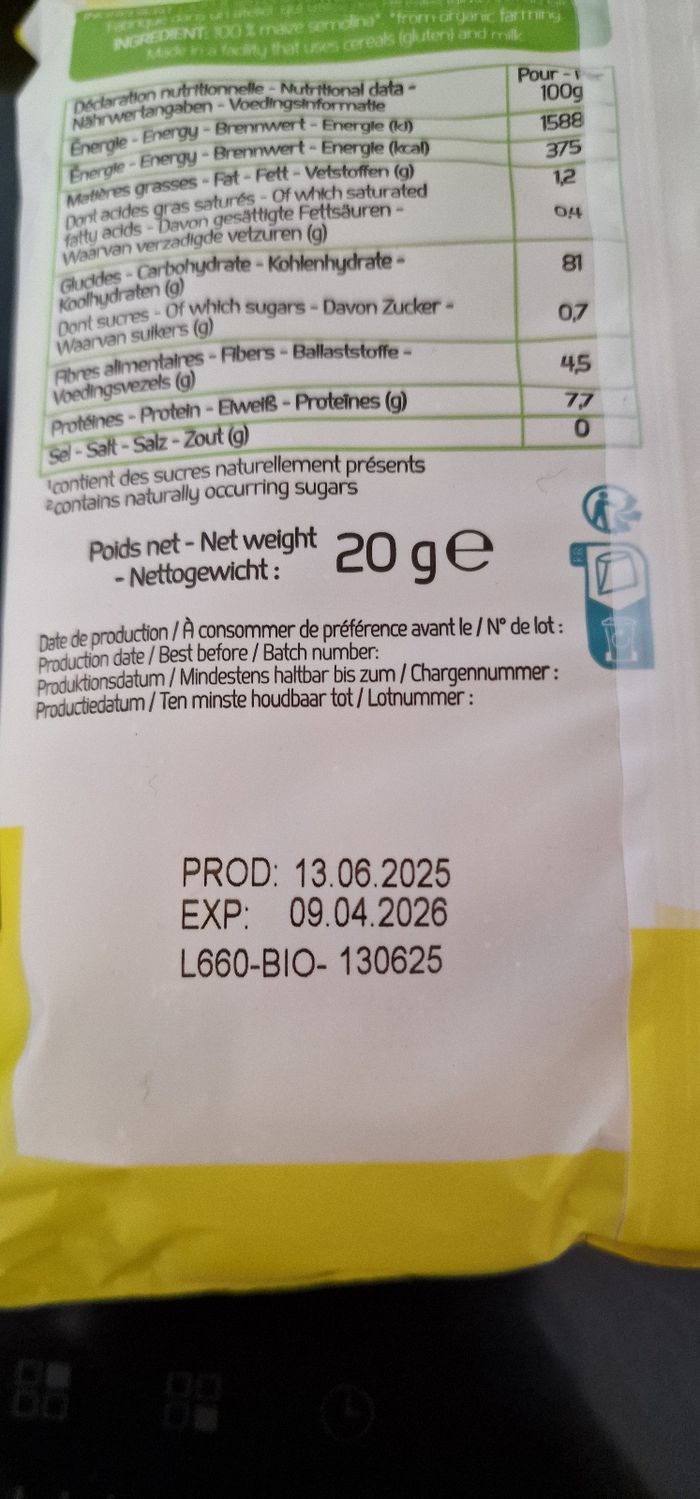 Fabriqué dans un atelier qui
INGREDIENT: 100 % maize semolina* *from organic farming
Made in a facility that uses cereals (gluten) and milk
Déclaration nutritionnelle - Nutritional data -
Nährwertangaben - Voedingsinformatie
Pour -
100g
Énergie - Energy - Brennwert - Energie (kJ)
1588
Énergie - Energy - Brennwert - Energie (kcal)
375
Matières grasses - Fat - Fett - Vetstoffen (g)
1,2
Dont acides gras saturés - Of which saturated
fatty acids - Davon gesättigte Fettsäuren -
Waarvan verzadigde vetzuren (g)
0,4
Glucides - Carbohydrate - Kohlenhydrate -
Koolhydraten (g)
81
Dont sucres - Of which sugars - Davon Zucker -
Waarvan suikers (g)
0,7
Fibres alimentaires - Fibers - Ballaststoffe -
Voedingsvezels (g)
4,5
Protéines - Protein - Eiweiß - Proteïnes (g)
7,7
Sel - Salt - Salz - Zout (g)
0
¹contient des sucres naturellement présents
²contains naturally occurring sugars
Poids net - Net weight
- Nettogewicht :
20 g e
FR
Date de production / À consommer de préférence avant le / N° de lot :
Production date / Best before / Batch number:
Produktionsdatum / Mindestens haltbar bis zum / Chargennummer :
Productiedatum / Ten minste houdbaar tot / Lotnummer :
PROD: 13.06.2025
EXP: 09.04.2026
L660-BIO- 130625